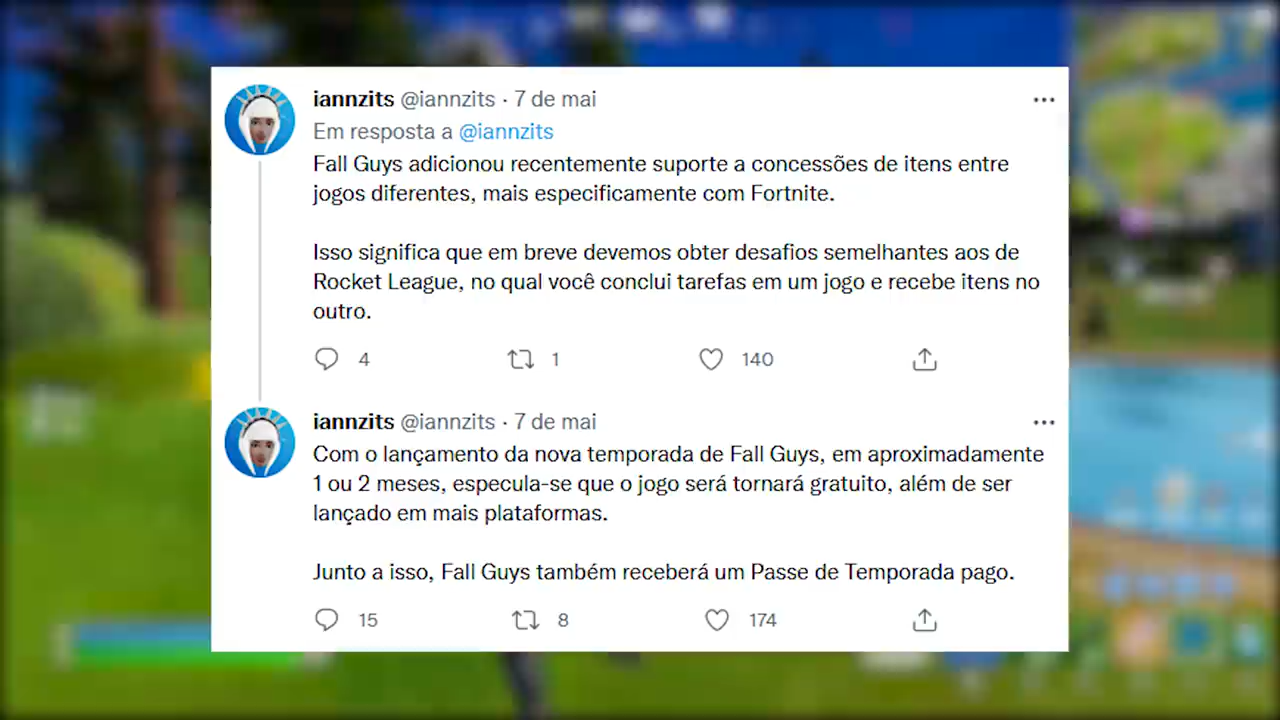 iannzits @iannzits · 7 de mai
Em resposta a @iannzits
Fall Guys adicionou recentemente suporte a concessões de itens entre
jogos diferentes, mais especificamente com Fortnite.
Isso significa que em breve devemos obter desafios semelhantes aos de
Rocket League, no qual você conclui tarefas em um jogo e recebe itens no
outro.
4 1 140
iannzits @iannzits · 7 de mai
Com o lançamento da nova temporada de Fall Guys, em aproximadamente
1 ou 2 meses, especula-se que o jogo será tornará gratuito, além de ser
lançado em mais plataformas.
Junto a isso, Fall Guys também receberá um Passe de Temporada pago.
15 8 174